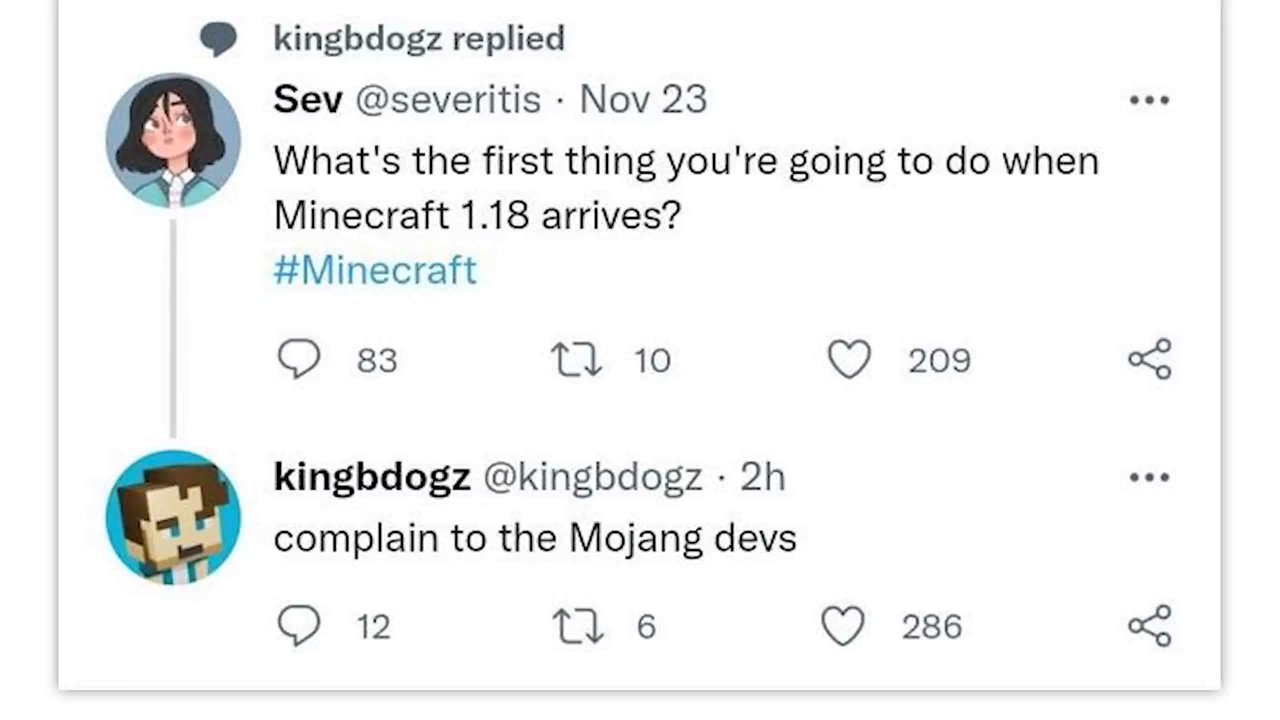 kingbdogz replied
Sev @severitis · Nov 23
What's the first thing you're going to do when
Minecraft 1.18 arrives?
#Minecraft
83 10 209
kingbdogz @kingbdogz · 2h
complain to the Mojang devs
12 6 286